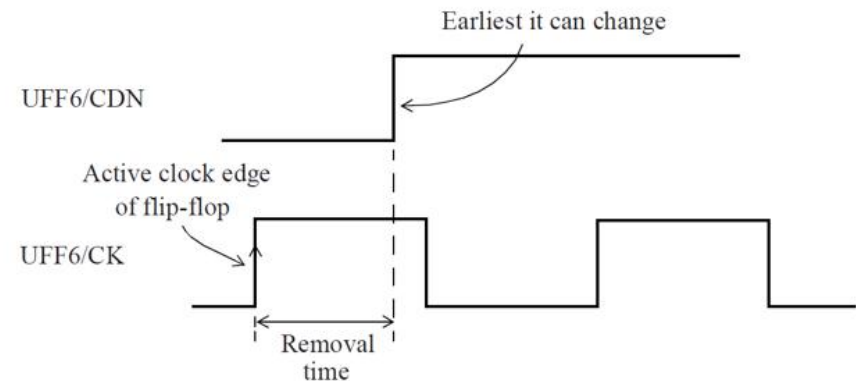 Earliest it can change
UFF6/CDN
Active clock edge
of flip-flop
UFF6/CK
Removal
time